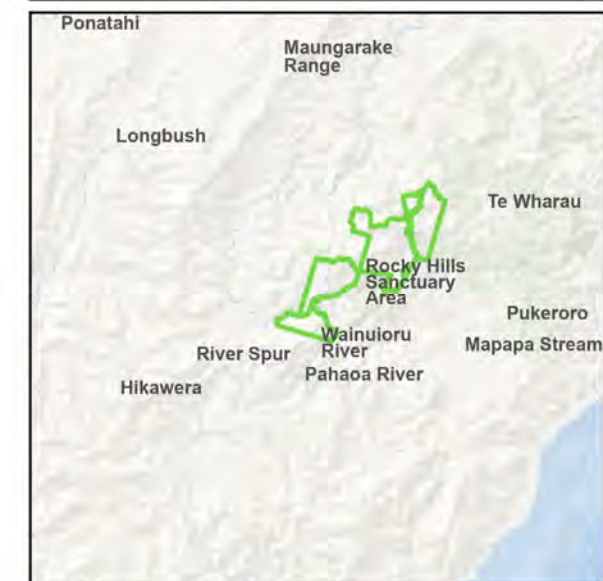 Ponatahi
Maungarake
Range
Longbush
Te Wharau
Rocky Hills
Sanctuary
Area
Pukeroro
Wainuioru
River
Mapapa Stream
River Spur
Pahaoa River
Hikawera